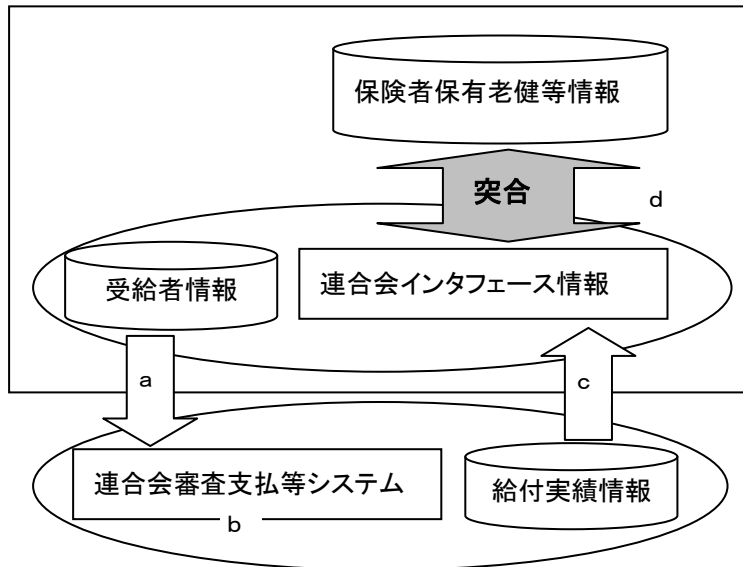 保険者保有老健等情報
突合
d
受給者情報
連合会インタフェース情報
a
c
連合会審査支払等システム
給付実績情報
b